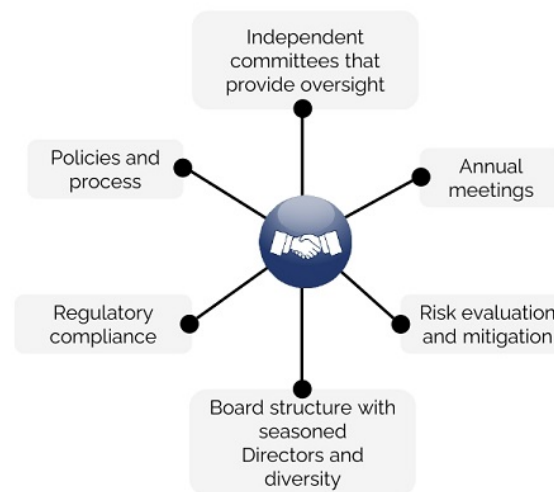 Independent
committees that
provide oversight
Policies and
process
Annual
meetings
Regulatory
compliance
Risk evaluation
and mitigation
Board structure with
seasoned
Directors and
diversity